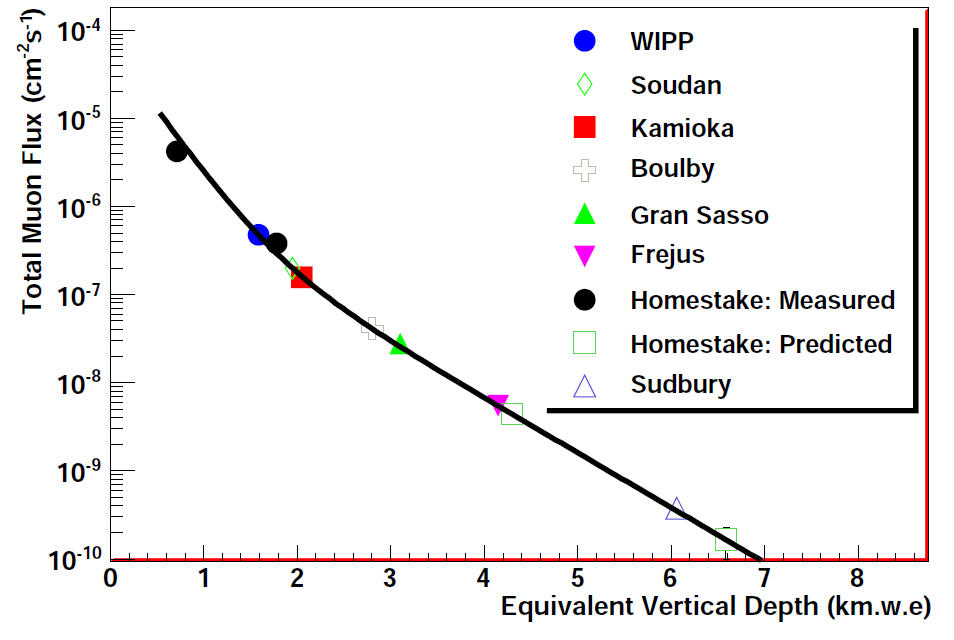 Total Muon Flux (cm⁻²s⁻¹)
10⁻⁴
10⁻⁵
10⁻⁶
10⁻⁷
10⁻⁸
10⁻⁹
10⁻¹⁰
WIPP
Soudan
Kamioka
Boulby
Gran Sasso
Frejus
Homestake: Measured
Homestake: Predicted
Sudbury
0 1 2 3 4 5 6 7 8
Equivalent Vertical Depth (km.w.e)